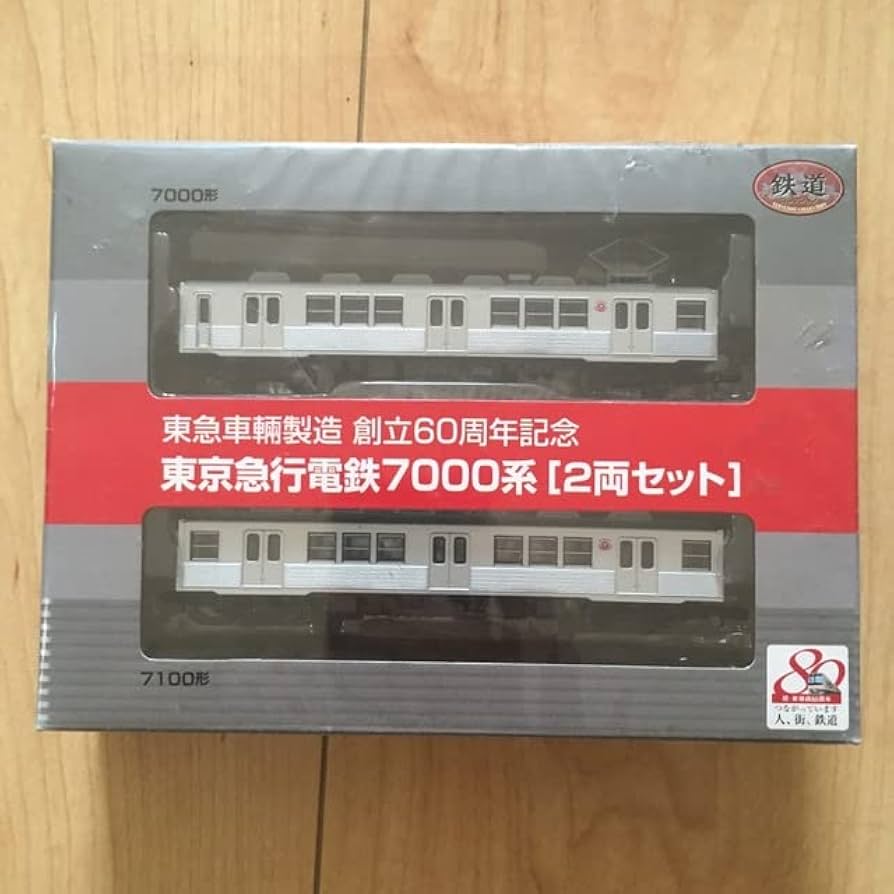 7000形
鉄道
東急車輛製造 創立60周年記念
東京急行電鉄7000系[2両セット]
7100形
80
つながっています
人、街、鉄道